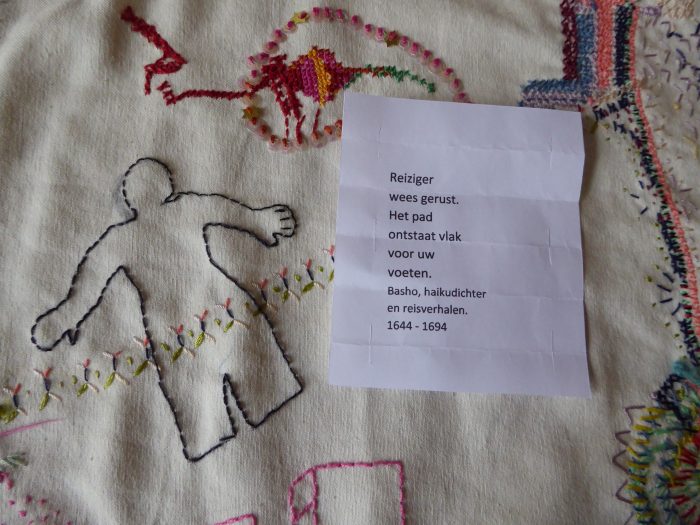 Reiziger
wees gerust.
Het pad
ontstaat vlak
voor uw
voeten.
Basho, haikudichter
en reisverhalen.
1644 - 1694